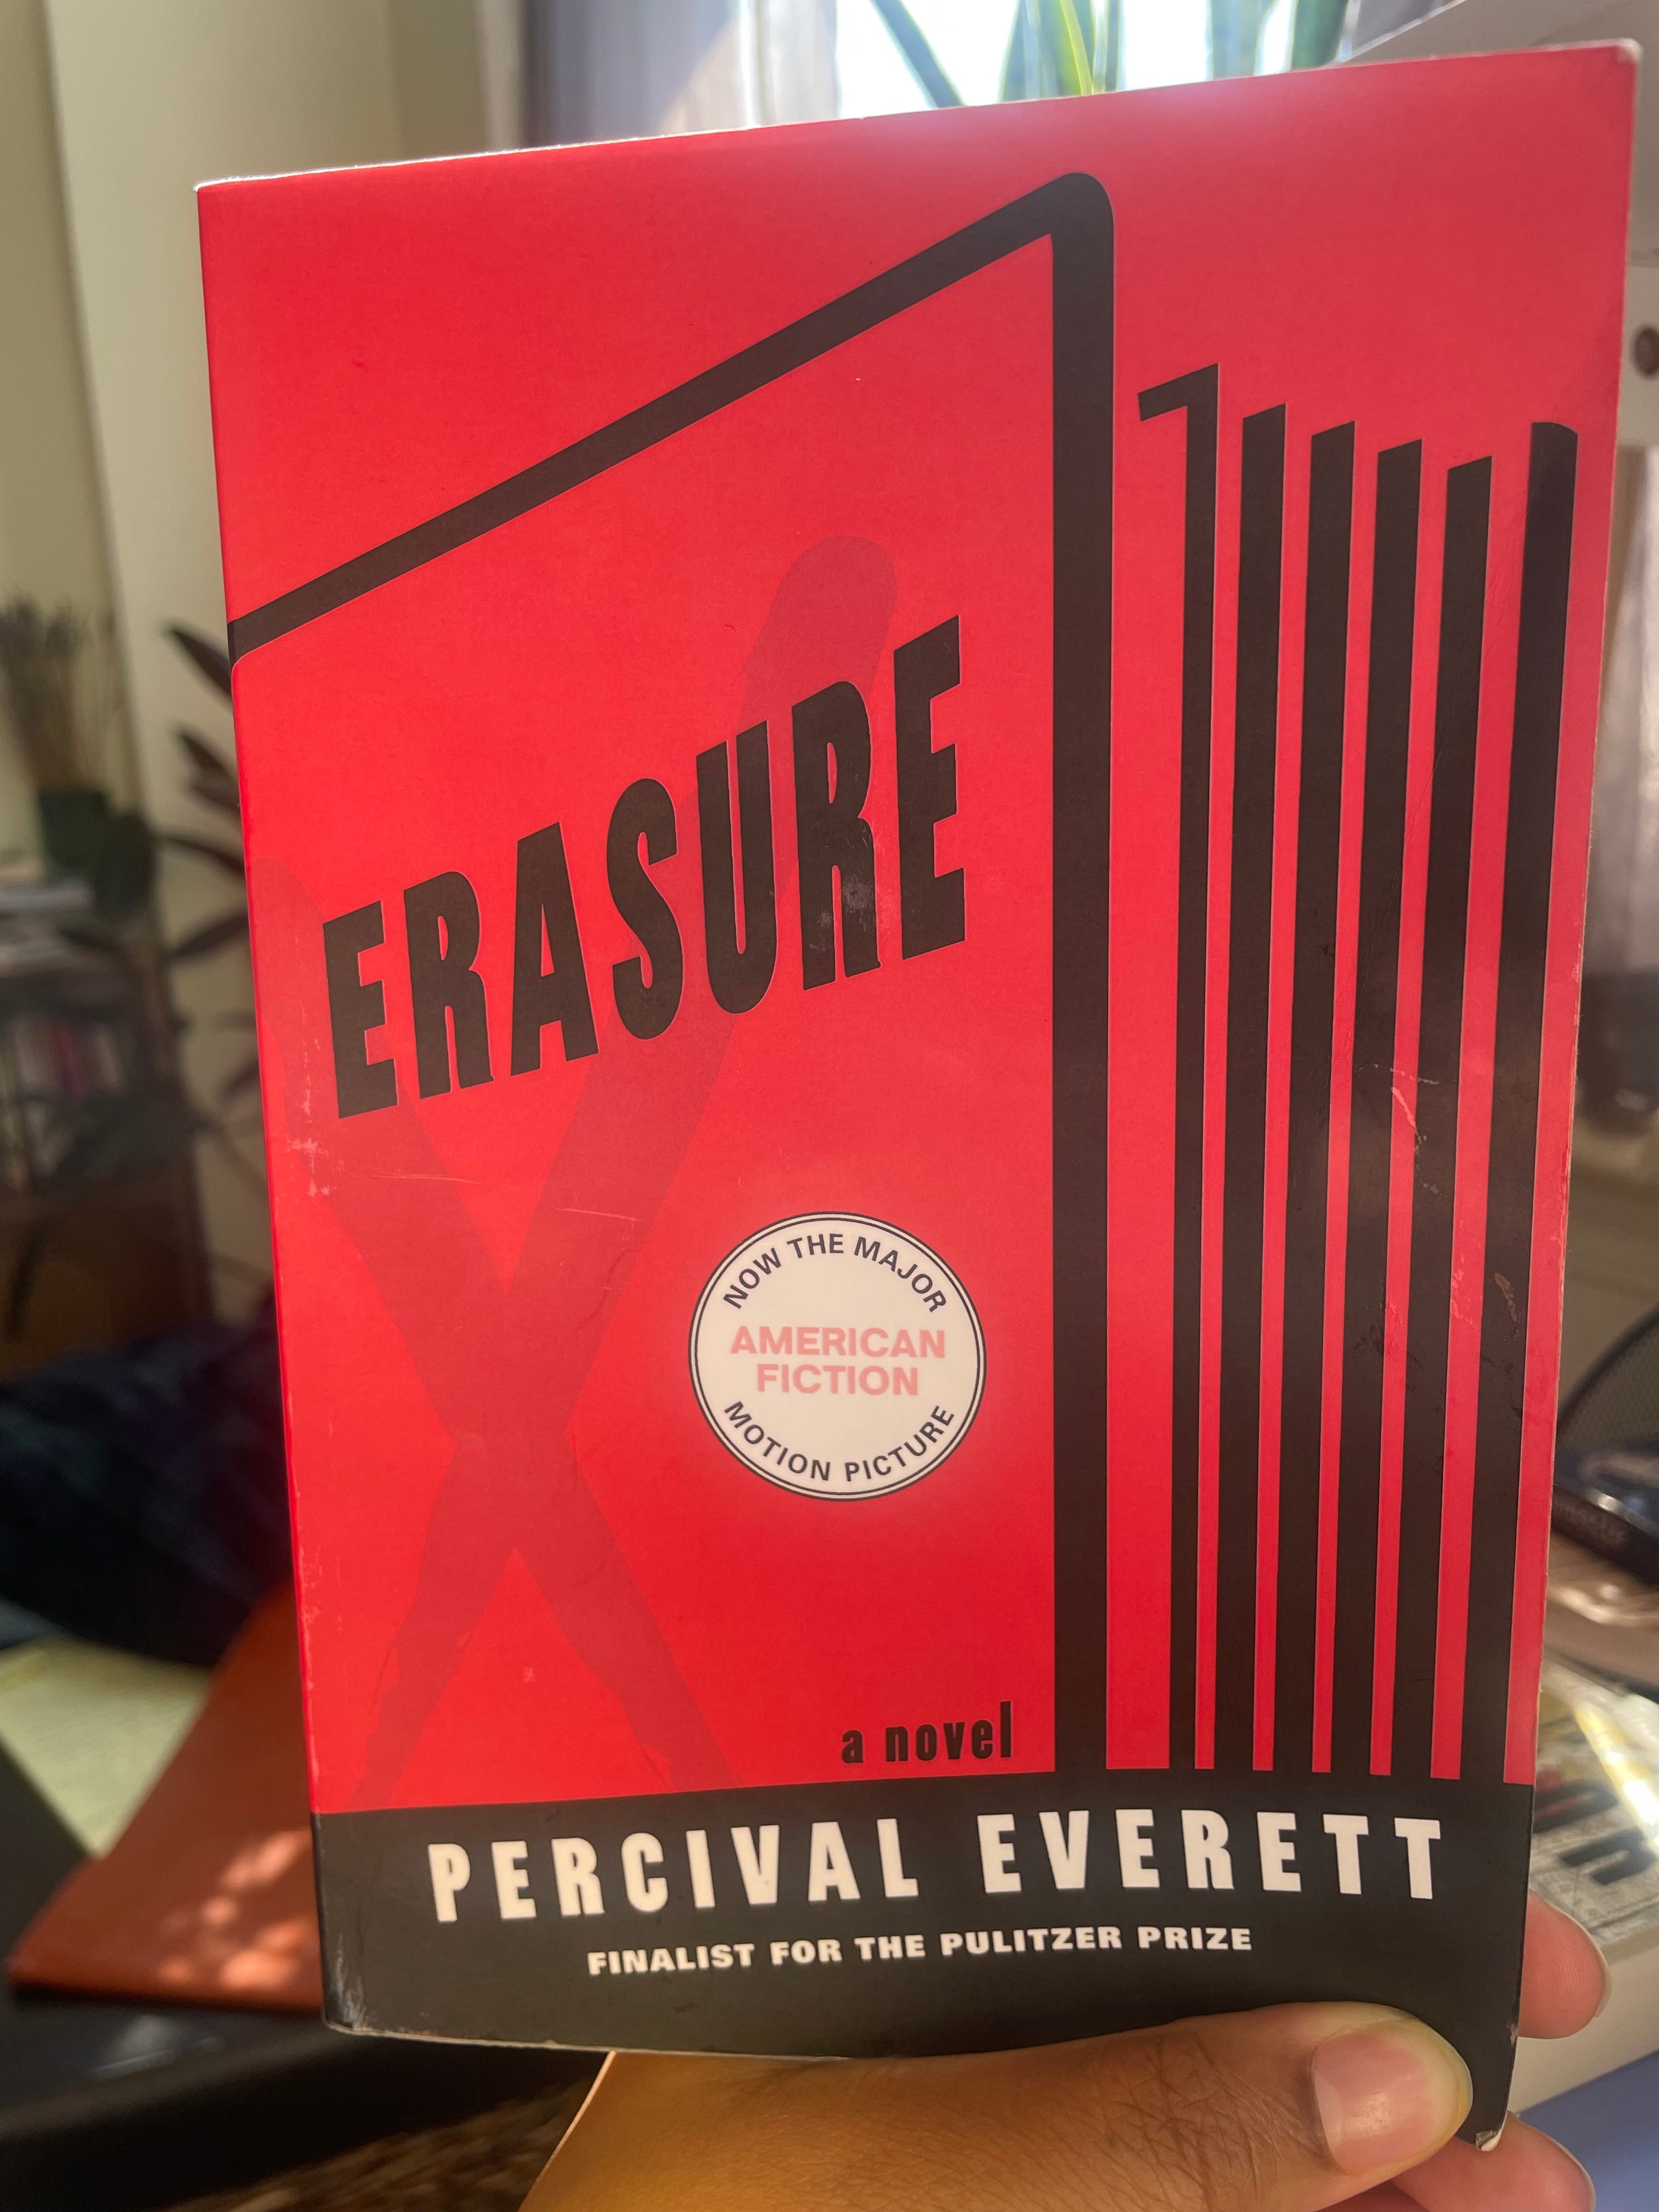 ERASURE
NOW THE MAJOR
AMERICAN
FICTION
MOTION PICTURE
a novel
PERCIVAL EVERETT
FINALIST FOR THE PULITZER PRIZE